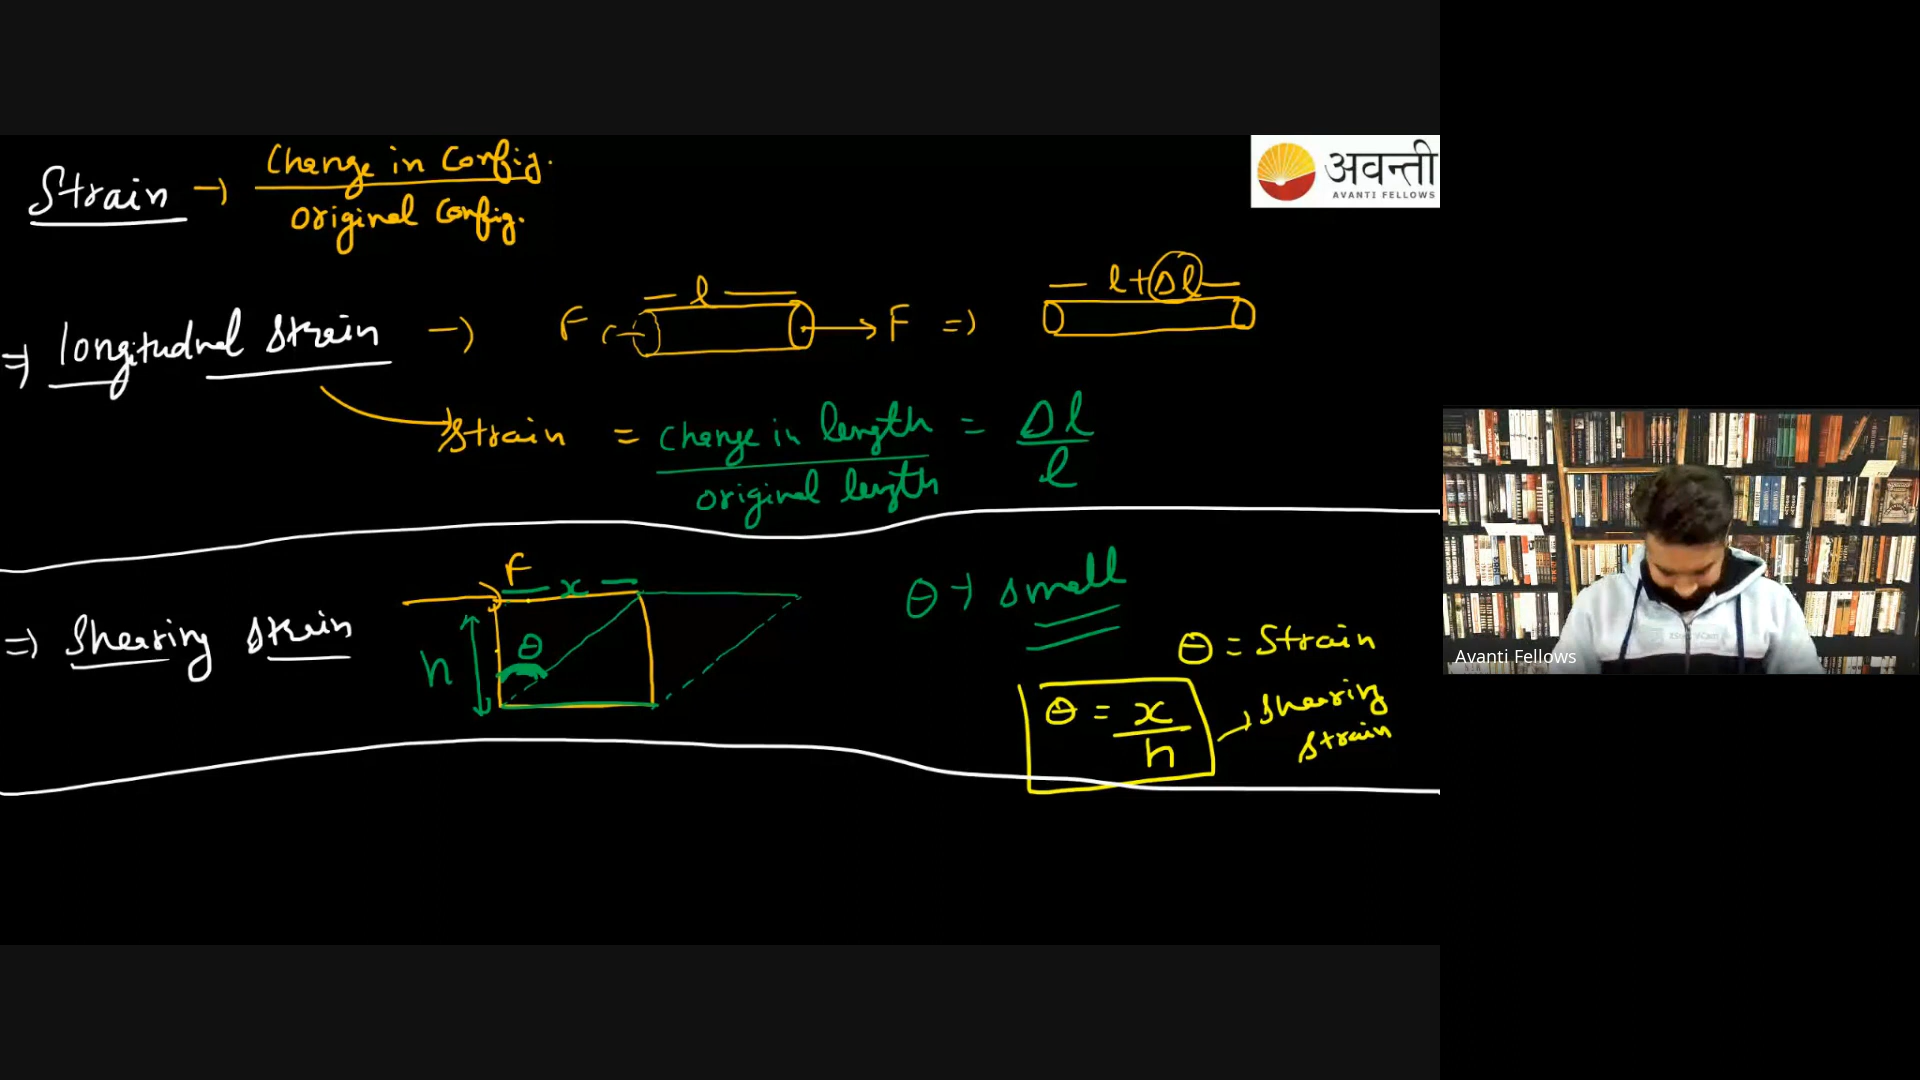 Strain → Change in Config.
Original Config.
अवन्ती
AVANTI FELLOWS
⇒ longitudnal strain → F l F ⇒ l+Δl
Strain = Change in length = Δl
original length l
F x
⇒ Shearing Strain h θ θ → small
θ = Strain
θ = x → Shearing
h Strain
Avanti Fellows